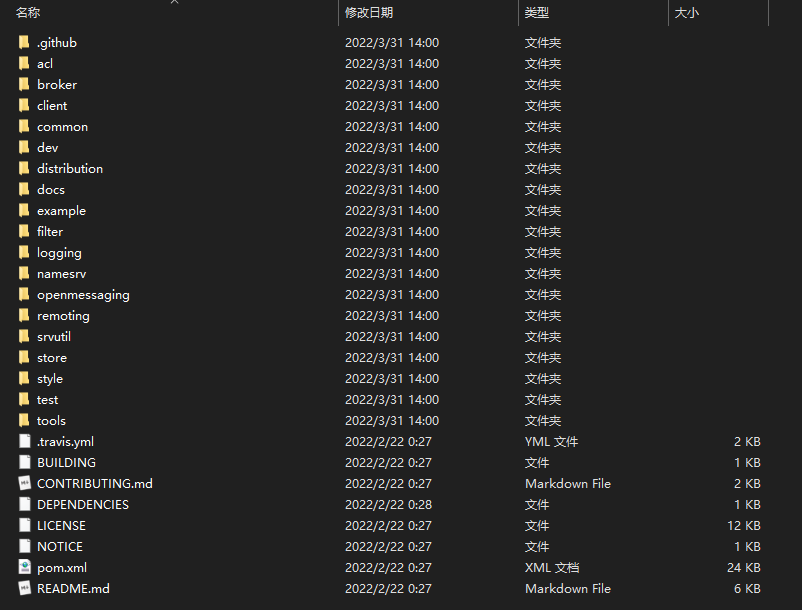 名称 修改日期 类型 大小
.github 2022/3/31 14:00 文件夹
acl 2022/3/31 14:00 文件夹
broker 2022/3/31 14:00 文件夹
client 2022/3/31 14:00 文件夹
common 2022/3/31 14:00 文件夹
dev 2022/3/31 14:00 文件夹
distribution 2022/3/31 14:00 文件夹
docs 2022/3/31 14:00 文件夹
example 2022/3/31 14:00 文件夹
filter 2022/3/31 14:00 文件夹
logging 2022/3/31 14:00 文件夹
namesrv 2022/3/31 14:00 文件夹
openmessaging 2022/3/31 14:00 文件夹
remoting 2022/3/31 14:00 文件夹
srvutil 2022/3/31 14:00 文件夹
store 2022/3/31 14:00 文件夹
style 2022/3/31 14:00 文件夹
test 2022/3/31 14:00 文件夹
tools 2022/3/31 14:00 文件夹
.travis.yml 2022/2/22 0:27 YML 文件 2 KB
BUILDING 2022/2/22 0:27 文件 1 KB
CONTRIBUTING.md 2022/2/22 0:27 Markdown File 2 KB
DEPENDENCIES 2022/2/22 0:28 文件 1 KB
LICENSE 2022/2/22 0:27 文件 12 KB
NOTICE 2022/2/22 0:27 文件 1 KB
pom.xml 2022/2/22 0:27 XML 文档 24 KB
README.md 2022/2/22 0:27 Markdown File 6 KB